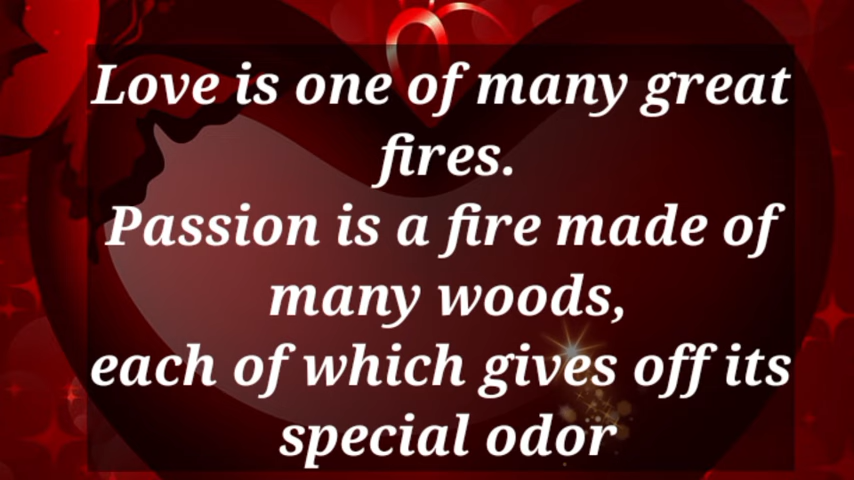 Love is one of many great
fires.
Passion is a fire made of
many woods,
each of which gives off its
special odor